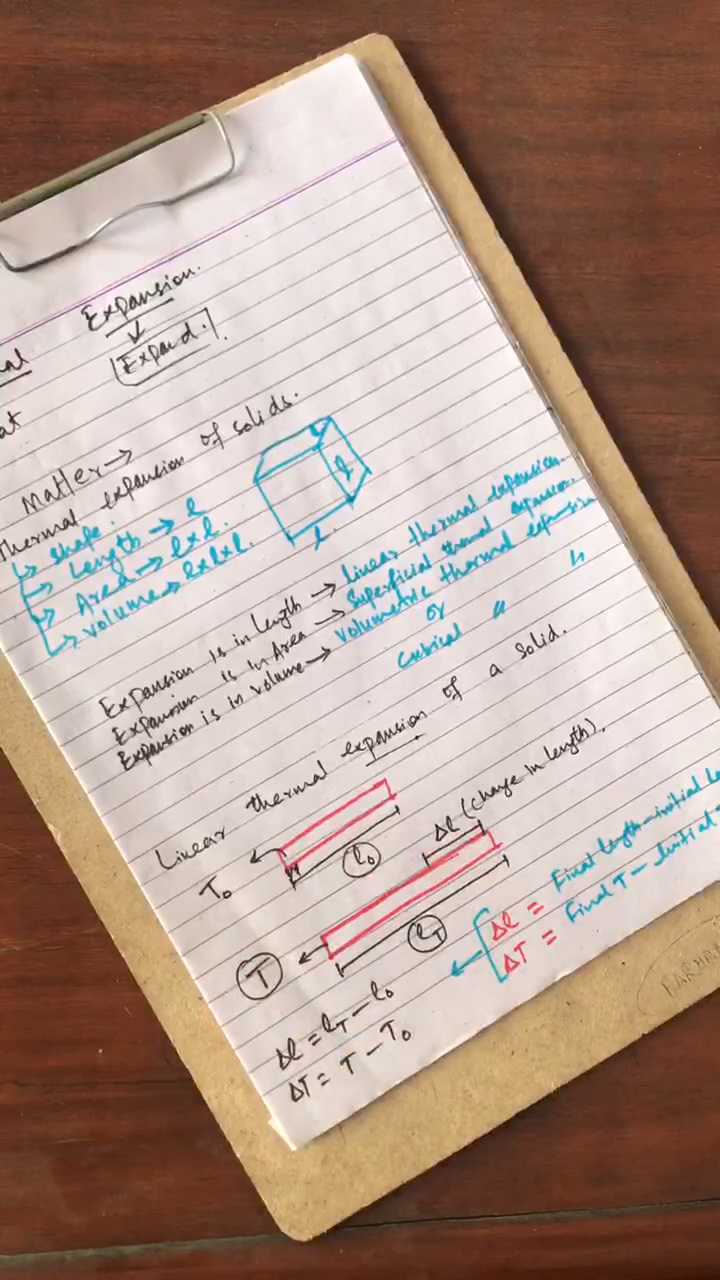 Expansion.
Expand.
Matter →
Thermal expansion of solids.
↳ shape.
↳ Length → l
↳ Area → l×l.
↳ volume → l×l×l.
l
l.
Expansion is in length → linear thermal expansion.
Expansion is in Area → Superficial thermal expansion.
Expansion is in volume → volumetric thermal expansion
or
cubical " "
Linear thermal expansion of a solid.
T₀
l₀
Δl (change in length).
T
l_T
Δl = Final length - initial
ΔT = Final T - initial
Δl = l_T - l₀
ΔT = T - T₀